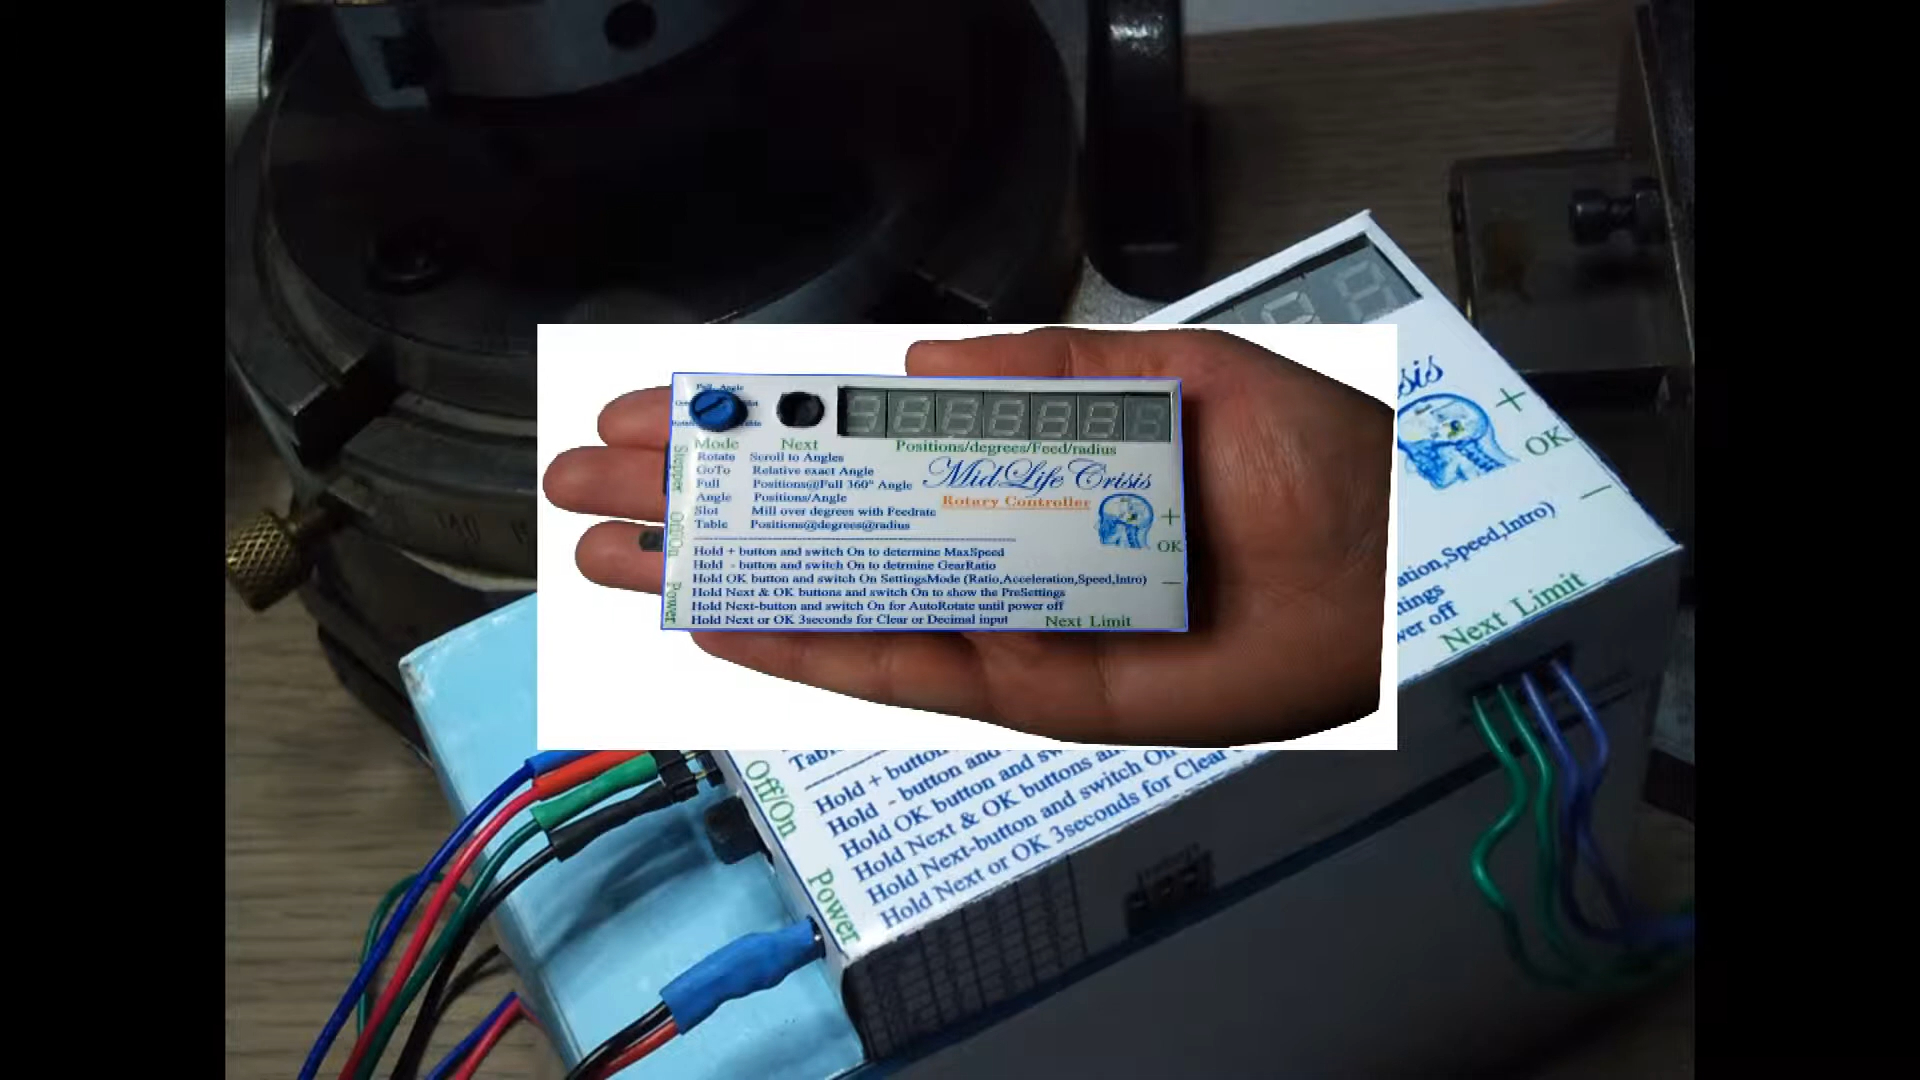 Full Angle
Mode Next Positions/degrees/Feed/radius
Rotate Scroll to Angles
GoTo Relative exact Angle
Full Positions@Full 360° Angle
Angle Positions/Angle
Slot Mill over degrees with Feedrate
Table Positions@degrees@radius
MidLife Crisis
Rotary Controller
+
OK
—
Stepper
Off/On
Power
Hold + button and switch On to determine MaxSpeed
Hold - button and switch On to detrmine GearRatio
Hold OK button and switch On SettingsMode (Ratio,Acceleration,Speed,Intro)
Hold Next & OK buttons and switch On to show the PreSettings
Hold Next-button and switch On for AutoRotate until power off
Hold Next or OK 3seconds for Clear or Decimal input
Next Limit
sis
+
OK
—
ation,Speed,Intro)
tings
wer off
Next Limit
Tabl
Off/On
Power
Hold + button
Hold - button and
Hold OK button and sw
Hold Next & OK buttons an
Hold Next-button and switch On
Hold Next or OK 3seconds for Clear